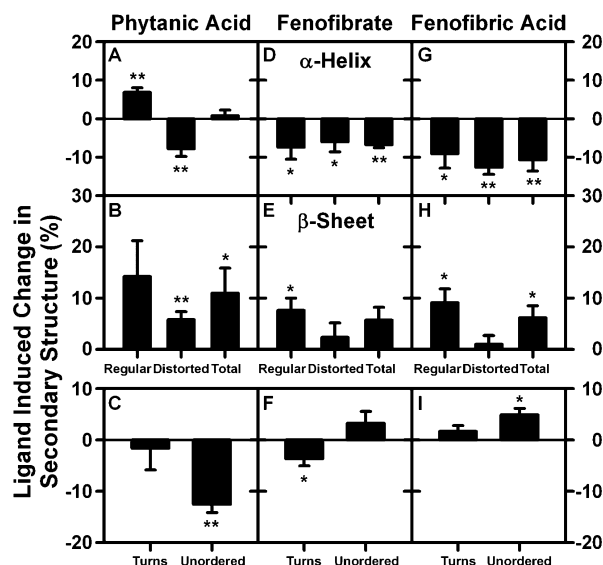 Phytanic Acid Fenofibrate Fenofibric Acid
20 A ** D α-Helix G 20
10 10
0 0
-10 ** * * ** * ** ** -10
30 B E β-Sheet H 30
20 ** * * * * 20
10 10
0 0
Regular Distorted Total Regular Distorted Total Regular Distorted Total
10 C F I * 10
0 0
-10 ** * -10
-20 -20
Turns Unordered Turns Unordered Turns Unordered
Ligand Induced Change in
Secondary Structure (%)